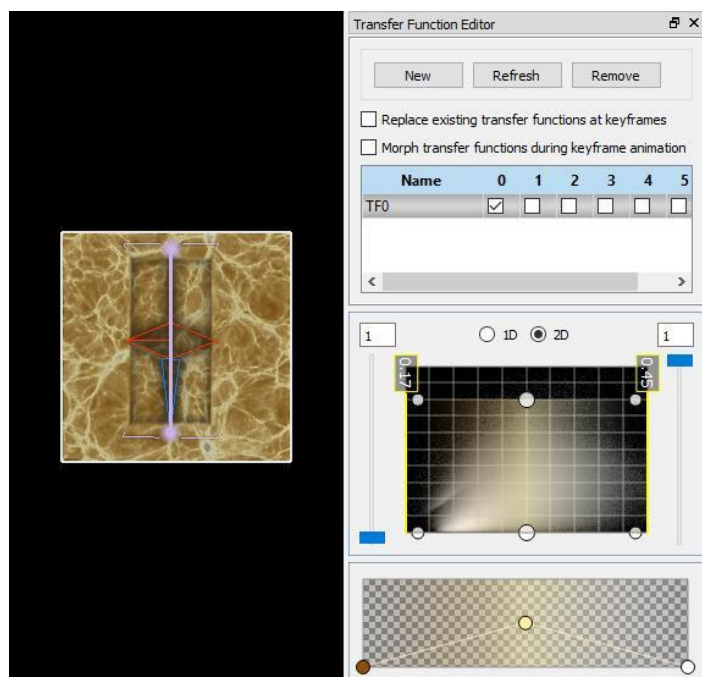 Transfer Function Editor
New Refresh Remove
Replace existing transfer functions at keyframes
Morph transfer functions during keyframe animation
Name 0 1 2 3 4 5
TF0
1 1D 2D 1
0.17 0.45